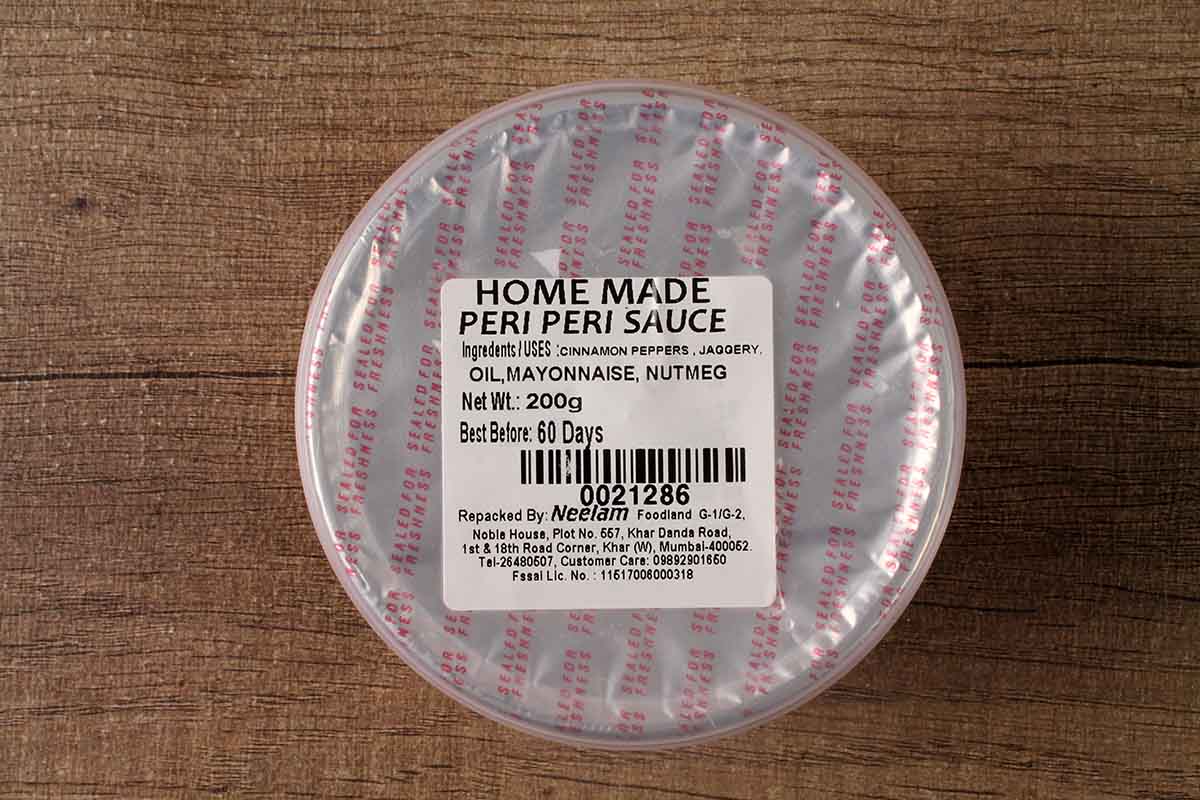 HOME MADE
PERI PERI SAUCE
Ingredents / USES :CINNAMON PEPPERS , JAGGERY,
OIL,MAYONNAISE, NUTMEG
Net Wt.: 200g
Best Before: 60 Days
0021286
Repacked By: Neelam Foodland G-1/G-2,
Noble House, Plot No. 557, Khar Danda Road,
1st & 18th Road Corner, Khar (W), Mumbai-400052.
Tel-26480507, Customer Care: 09892901650
Fssai Lic. No. : 11517006000318
SEALED FOR
FRESHNESS